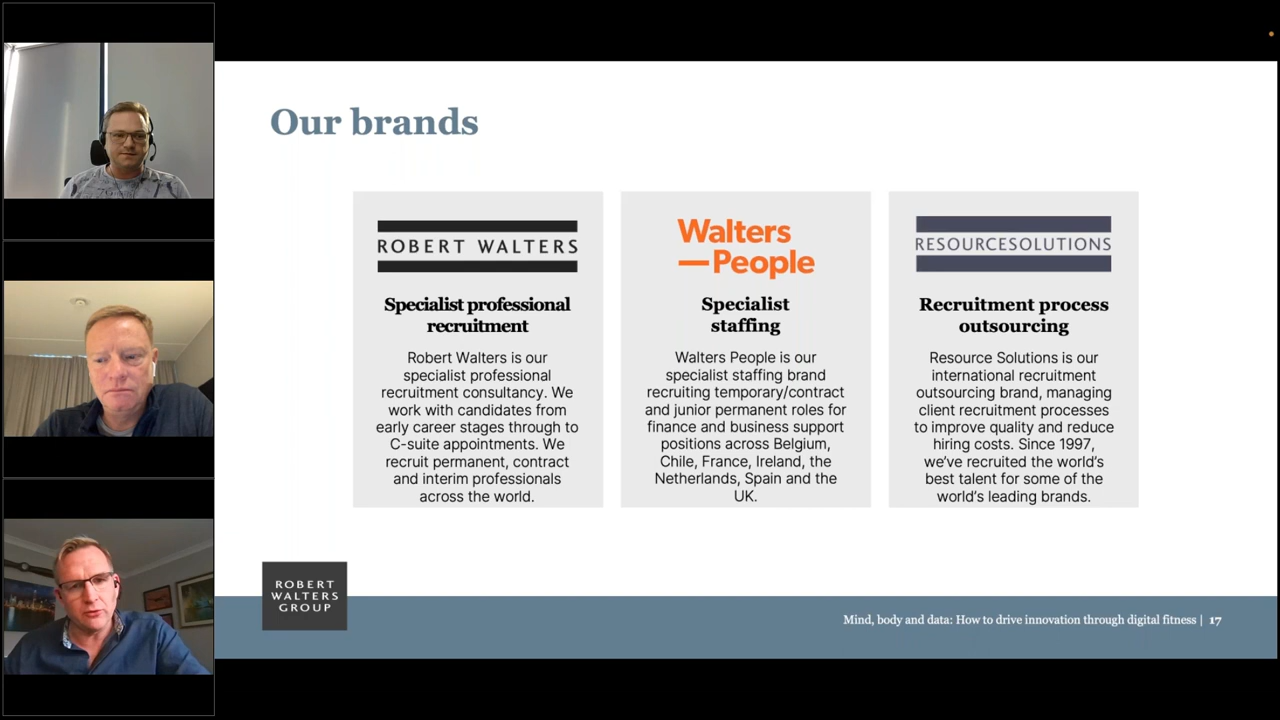 Our brands
ROBERT WALTERS
Specialist professional
recruitment
Robert Walters is our
specialist professional
recruitment consultancy. We
work with candidates from
early career stages through to
C-suite appointments. We
recruit permanent, contract
and interim professionals
across the world.
Walters
—People
Specialist
staffing
Walters People is our
specialist staffing brand
recruiting temporary/contract
and junior permanent roles for
finance and business support
positions across Belgium,
Chile, France, Ireland, the
Netherlands, Spain and the
UK.
RESOURCESOLUTIONS
Recruitment process
outsourcing
Resource Solutions is our
international recruitment
outsourcing brand, managing
client recruitment processes
to improve quality and reduce
hiring costs. Since 1997,
we’ve recruited the world’s
best talent for some of the
world’s leading brands.
ROBERT
WALTERS
GROUP
Mind, body and data: How to drive innovation through digital fitness | 17